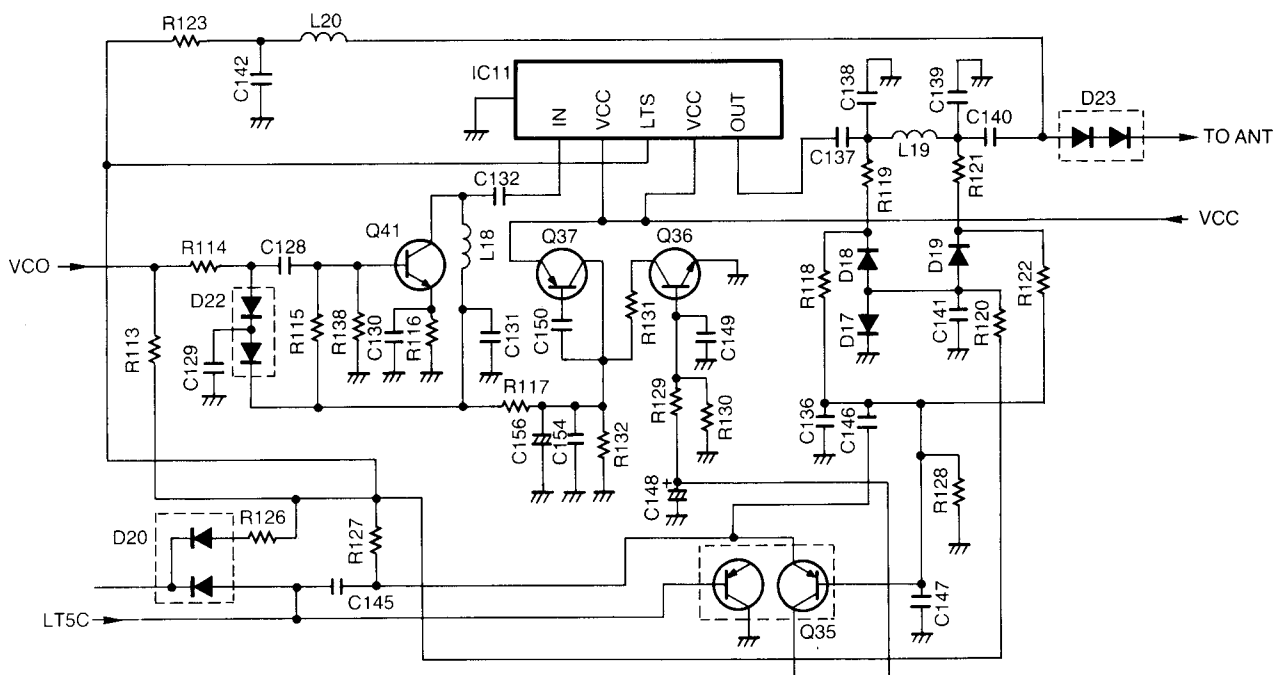 R123
L20
C142
IC11
IN
VCC
LTS
VCC
OUT
C138
C139
D23
C140
TO ANT
C137
L19
R119
R121
C132
VCC
Q41
L18
Q37
Q36
R114
C128
VCO
D22
R113
C129
R115
R138
C130
R116
C131
C150
R131
C149
R118
D18
D19
R122
D17
C141
R120
R117
C156
C154
R132
R129
R130
C136
C146
+
C148
R128
D20
R126
R127
C145
LT5C
Q35
C147